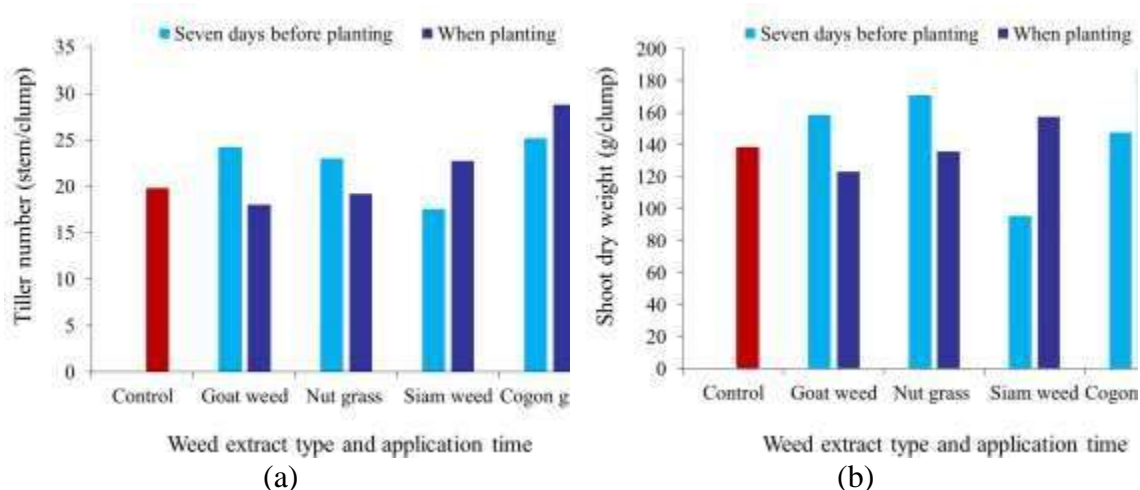 Seven days before planting When planting
Tiller number (stem/clump)
35
30
25
20
15
10
5
0
Control Goat weed Nut grass Siam weed Cogon g
Weed extract type and application time
(a)
Seven days before planting When planting
Shoot dry weight (g/clump)
200
180
160
140
120
100
80
60
40
20
0
Control Goat weed Nut grass Siam weed Cogon
Weed extract type and application time
(b)